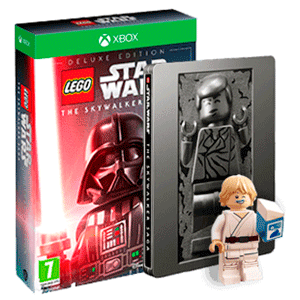 XBOX
DELUXE EDITION
LEGO STAR WARS
THE SKYWALKER SAGA
7
STAR WARS THE SKYWALKER SAGA